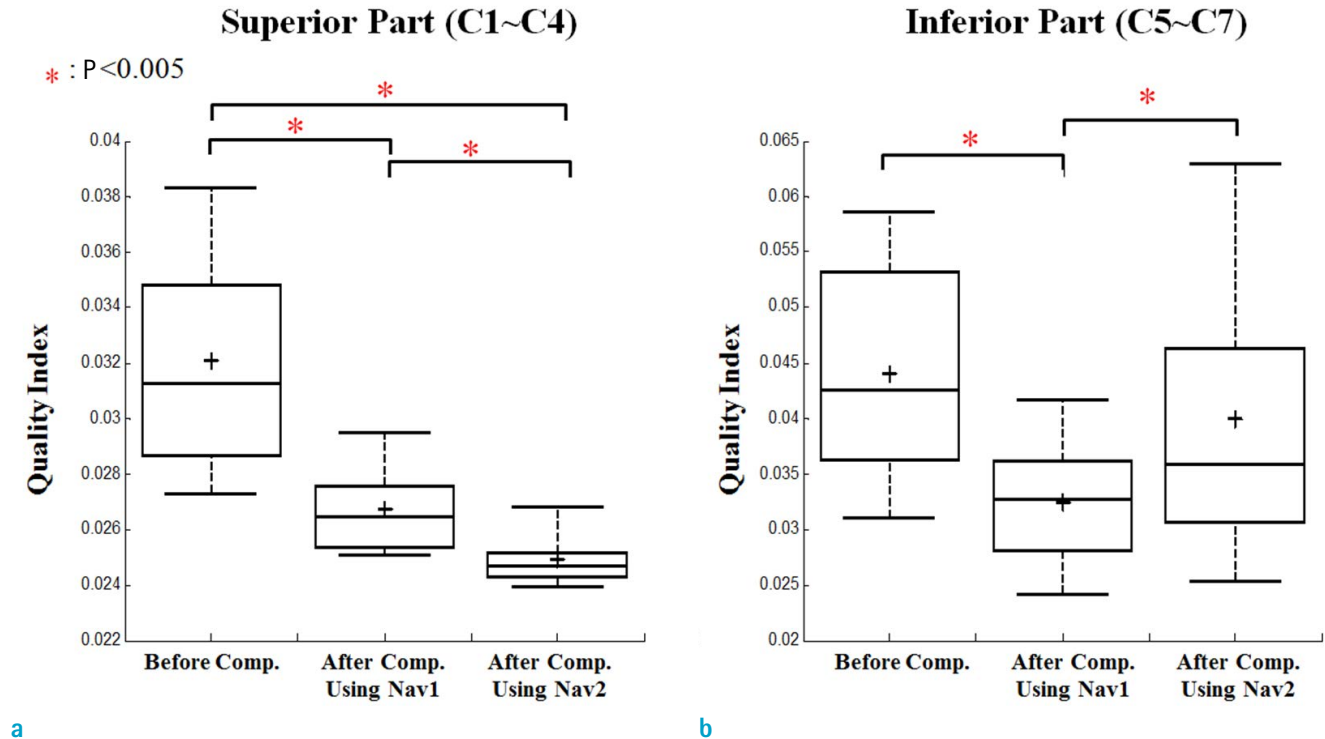 Superior Part (C1~C4)
* : P<0.005
*
*
*
0.04
0.038
0.036
0.034
0.032
0.03
0.028
0.026
0.024
0.022
Quality Index
Before Comp.
After Comp.
Using Nav1
After Comp.
Using Nav2
a
Inferior Part (C5~C7)
*
*
0.065
0.06
0.055
0.05
0.045
0.04
0.035
0.03
0.025
0.02
Quality Index
Before Comp.
After Comp.
Using Nav1
After Comp.
Using Nav2
b